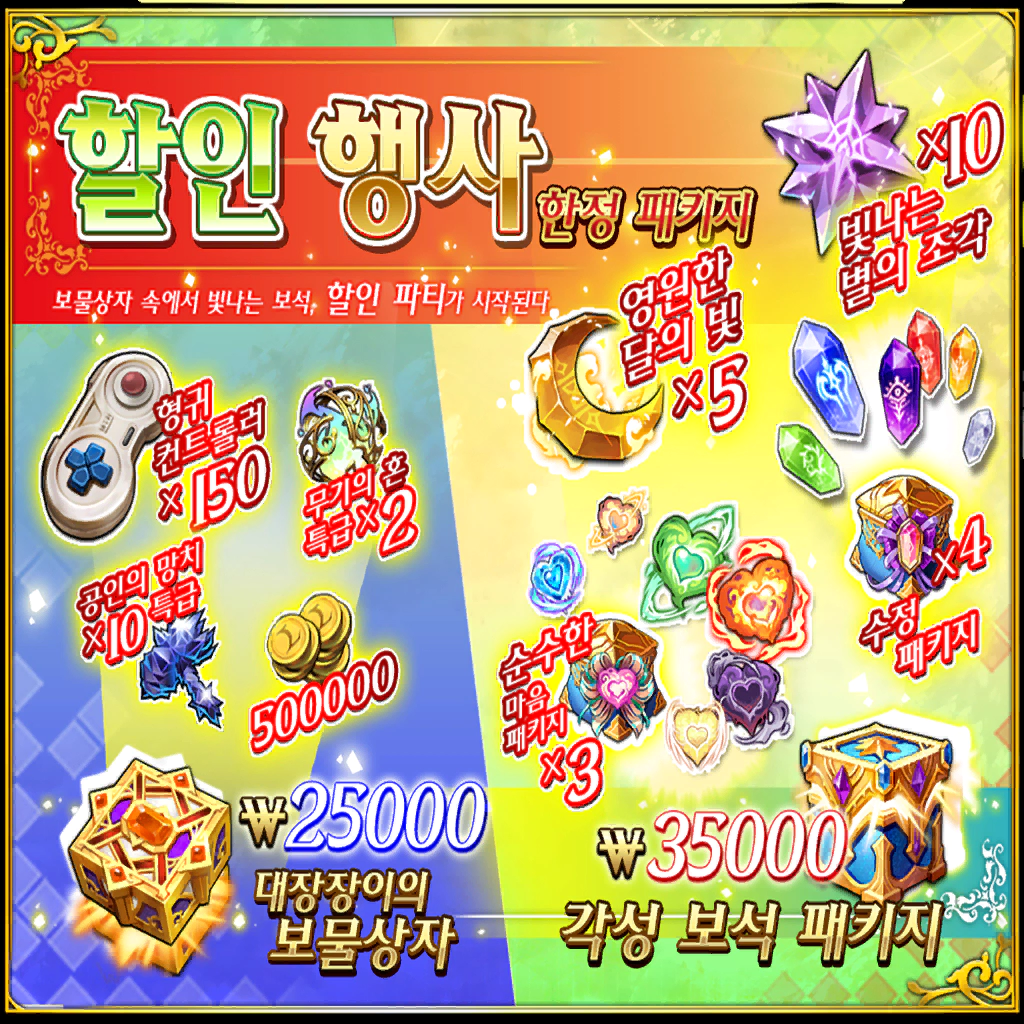 할인 행사
한정 패키지
보물상자 속에서 빛나는 보석, 할인 파티가 시작된다
×10
빛나는
별의 조각
영원한
달의 빛
×5
형귀
컨트롤러
×150
무기의 혼
특급×2
공인의 망치
×10 특급
500000
×4
수정
패키지
순수한
마음
패키지
×3
₩25000
대장장이의
보물상자
₩35000
각성 보석 패키지